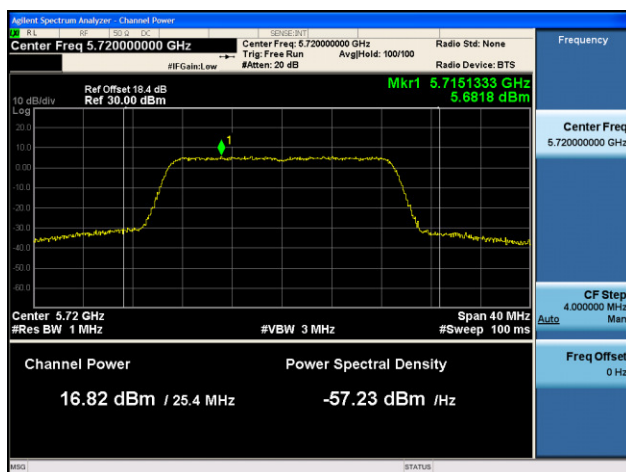 Agilent Spectrum Analyzer - Channel Power
RL RF 50 Ω DC SENSE:INT
Center Freq 5.720000000 GHz Center Freq: 5.720000000 GHz Radio Std: None Frequency
Trig: Free Run Avg|Hold: 100/100
#IFGain:Low #Atten: 20 dB Radio Device: BTS
Ref Offset 18.4 dB Mkr1 5.7151333 GHz
10 dB/div Ref 30.00 dBm 5.6818 dBm
Log
20.0
10.0
0.00
-10.0
-20.0
-30.0
-40.0
-50.0
-60.0
1
Center Freq
5.720000000 GHz
Center 5.72 GHz Span 40 MHz
#Res BW 1 MHz #VBW 3 MHz #Sweep 100 ms
CF Step
4.000000 MHz
Auto Man
Channel Power Power Spectral Density
16.82 dBm / 25.4 MHz -57.23 dBm /Hz
Freq Offset
0 Hz
MSG STATUS